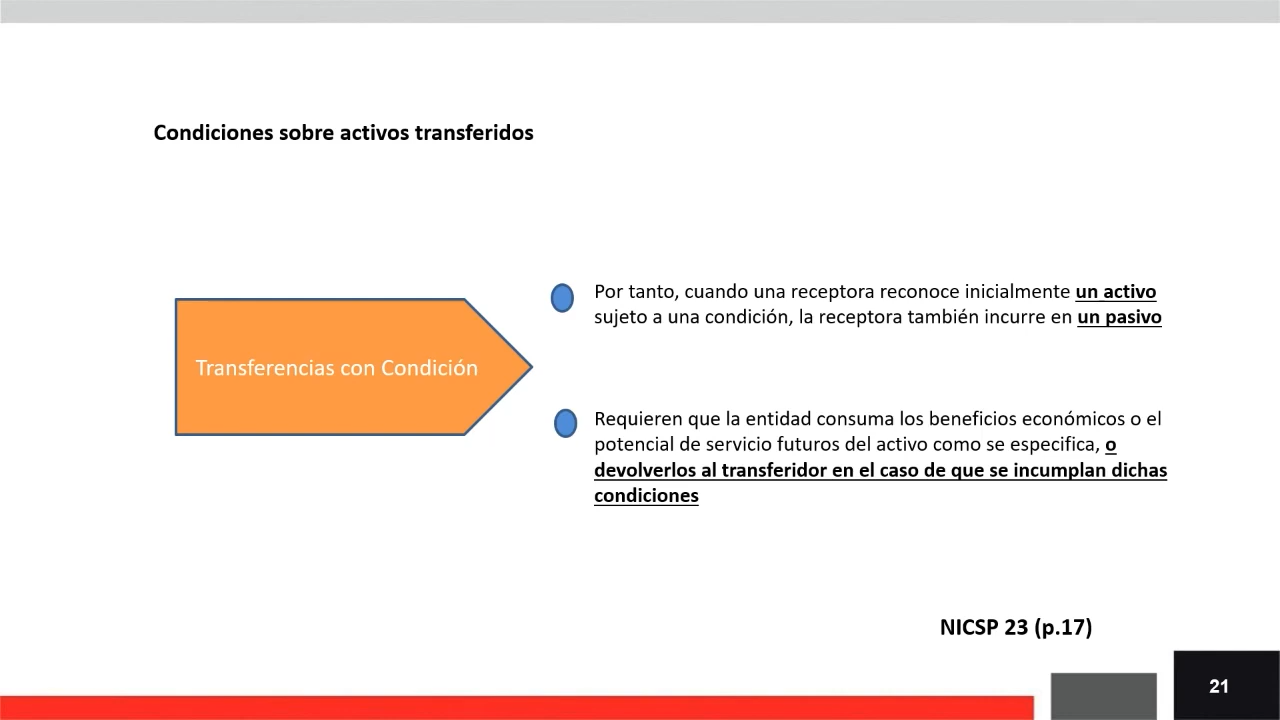 Condiciones sobre activos transferidos
Transferencias con Condición
Por tanto, cuando una receptora reconoce inicialmente un activo
sujeto a una condición, la receptora también incurre en un pasivo
Requieren que la entidad consuma los beneficios económicos o el
potencial de servicio futuros del activo como se especifica, o
devolverlos al transferidor en el caso de que se incumplan dichas
condiciones
NICSP 23 (p.17)
21